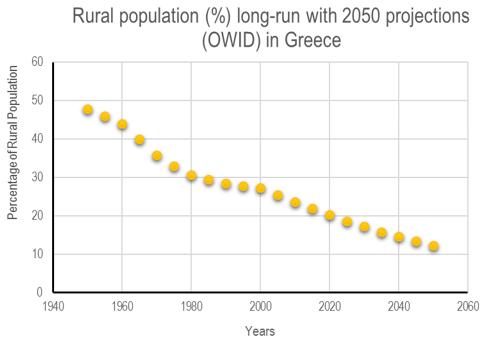 Rural population (%) long-run with 2050 projections
(OWID) in Greece
Percentage of Rural Population
60
50
40
30
20
10
0
1940 1960 1980 2000 2020 2040 2060
Years